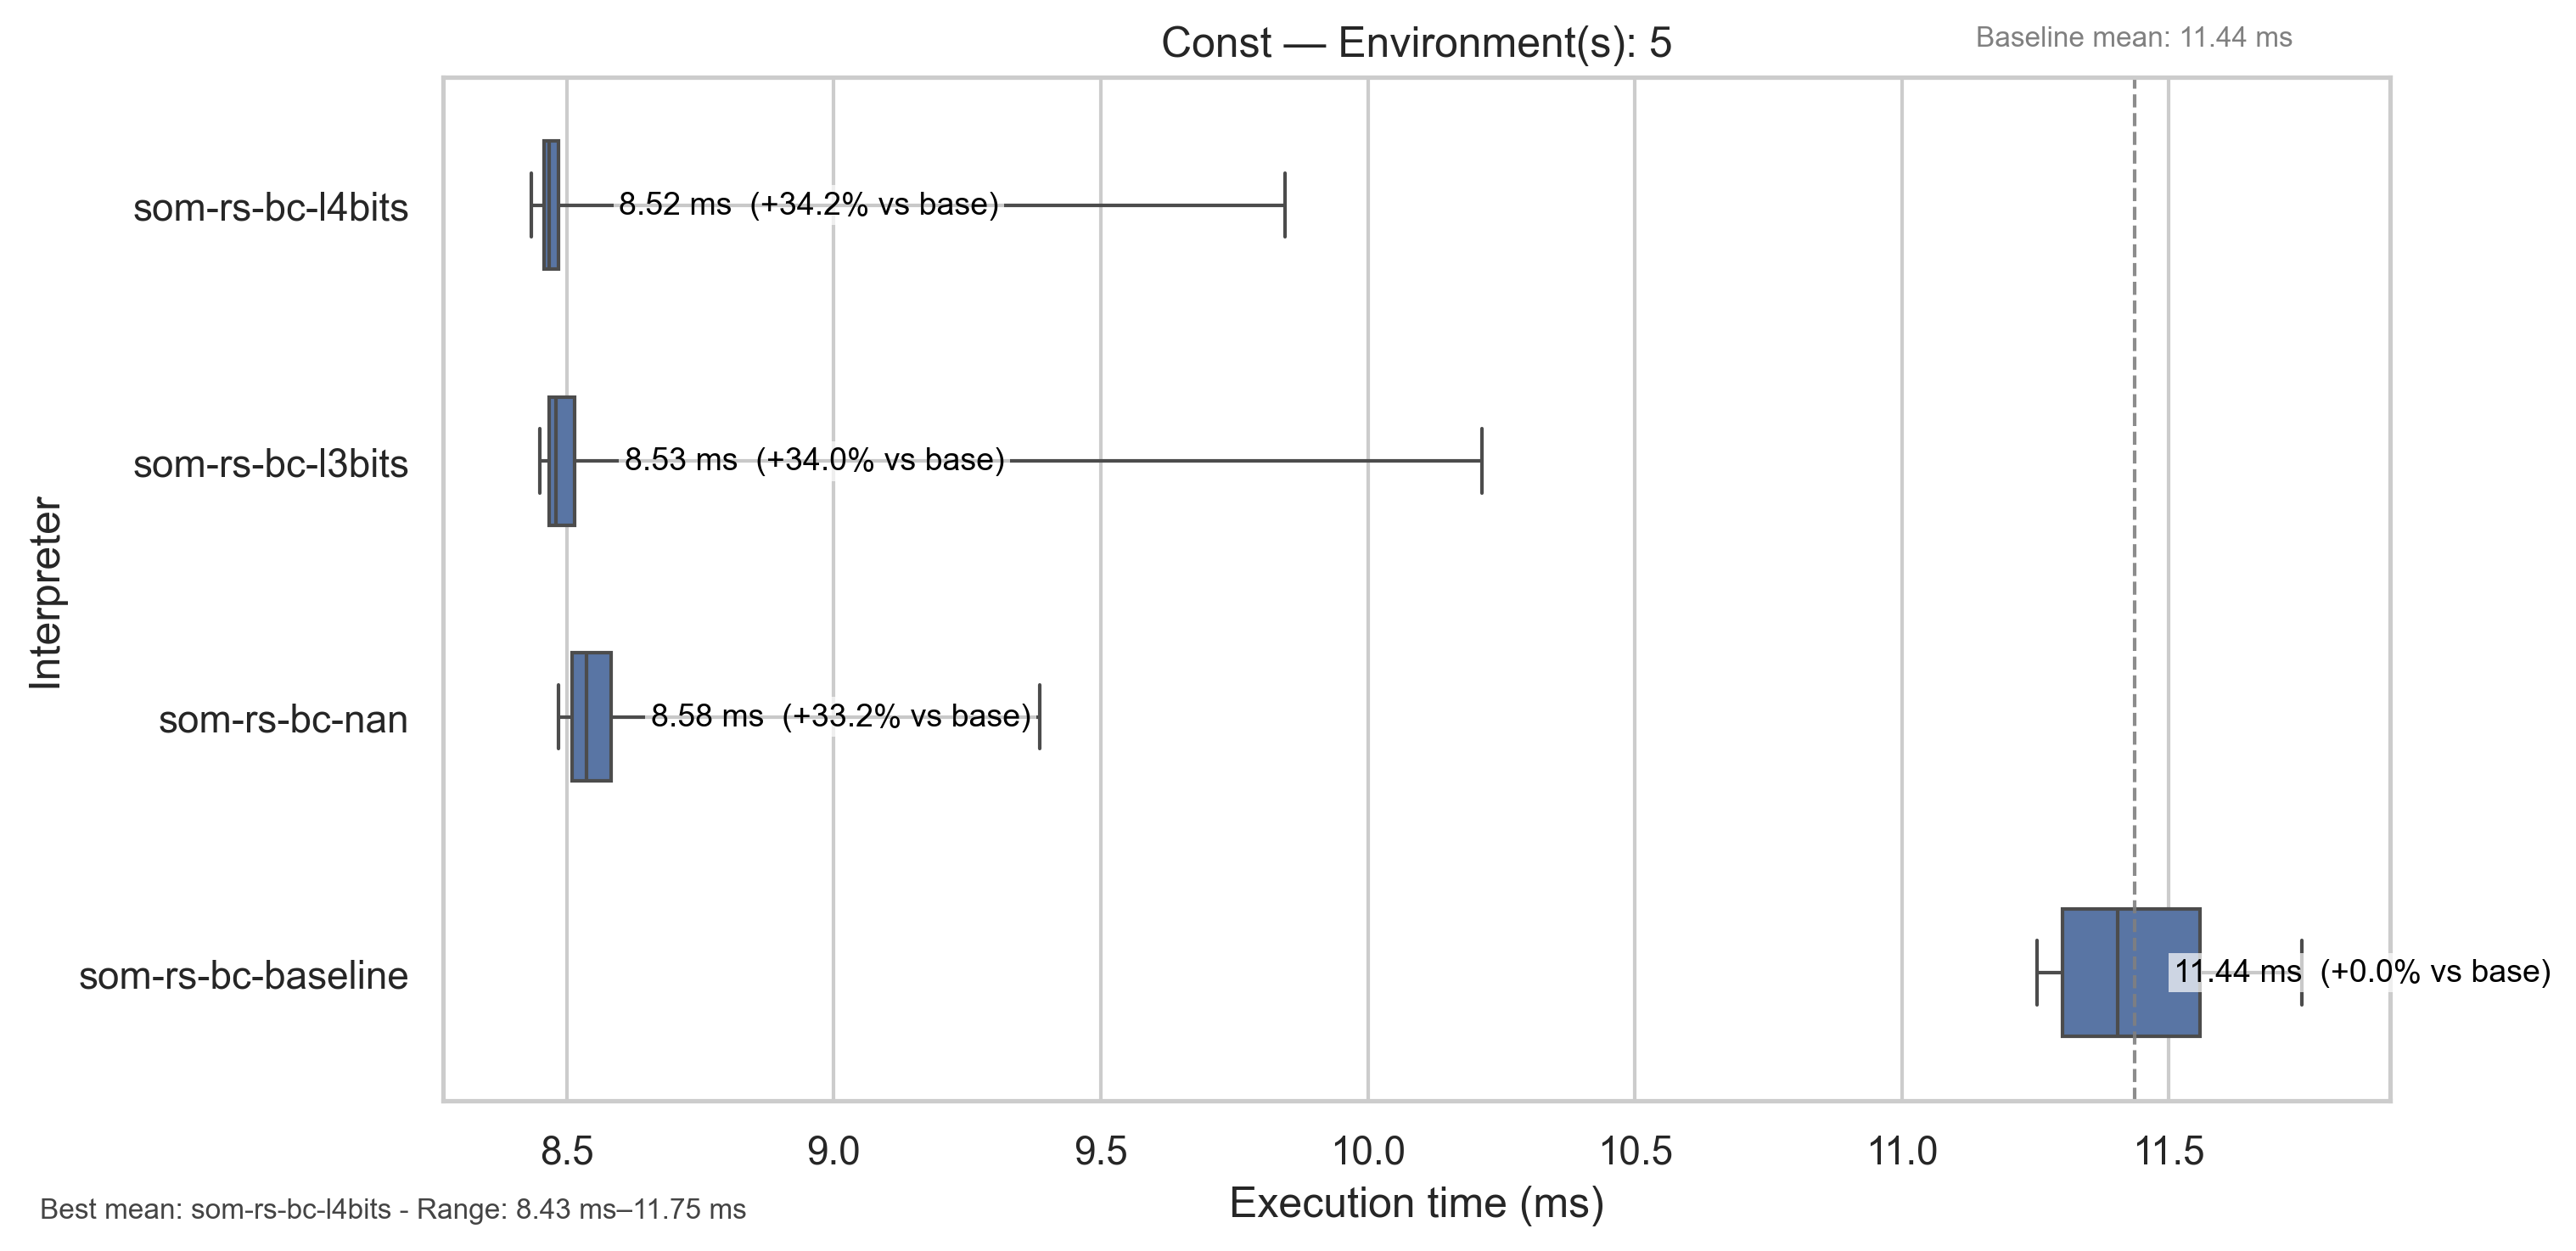 Const — Environment(s): 5
Baseline mean: 11.44 ms
Interpreter
som-rs-bc-l4bits
8.52 ms (+34.2% vs base)
som-rs-bc-l3bits
8.53 ms (+34.0% vs base)
som-rs-bc-nan
8.58 ms (+33.2% vs base)
som-rs-bc-baseline
11.44 ms (+0.0% vs base)
8.5 9.0 9.5 10.0 10.5 11.0 11.5
Execution time (ms)
Best mean: som-rs-bc-l4bits - Range: 8.43 ms–11.75 ms